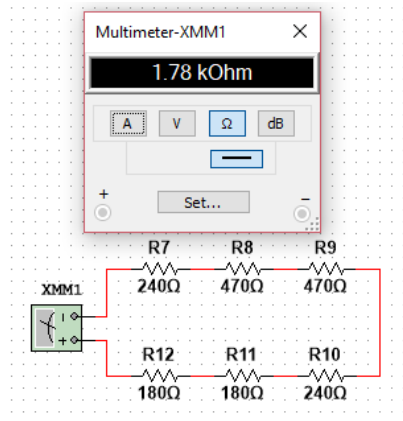 Multimeter-XMM1 ×
1.78 kOhm
A V Ω dB
+ −
Set...
R7 R8 R9
240Ω 470Ω 470Ω
XMM1
R12 R11 R10
180Ω 180Ω 240Ω